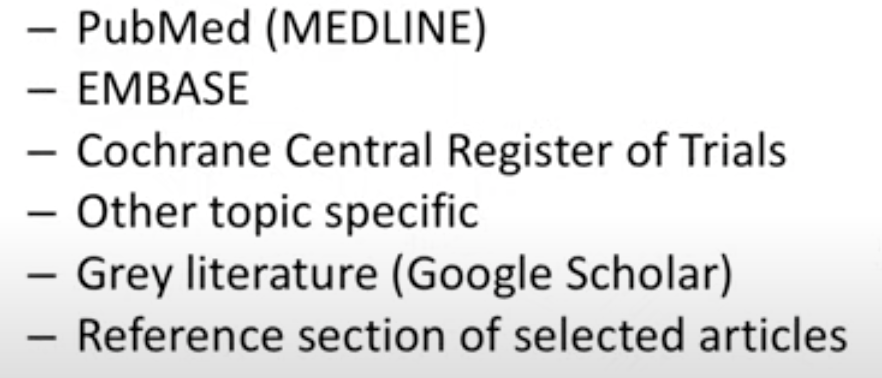 – PubMed (MEDLINE)
– EMBASE
– Cochrane Central Register of Trials
– Other topic specific
– Grey literature (Google Scholar)
– Reference section of selected articles